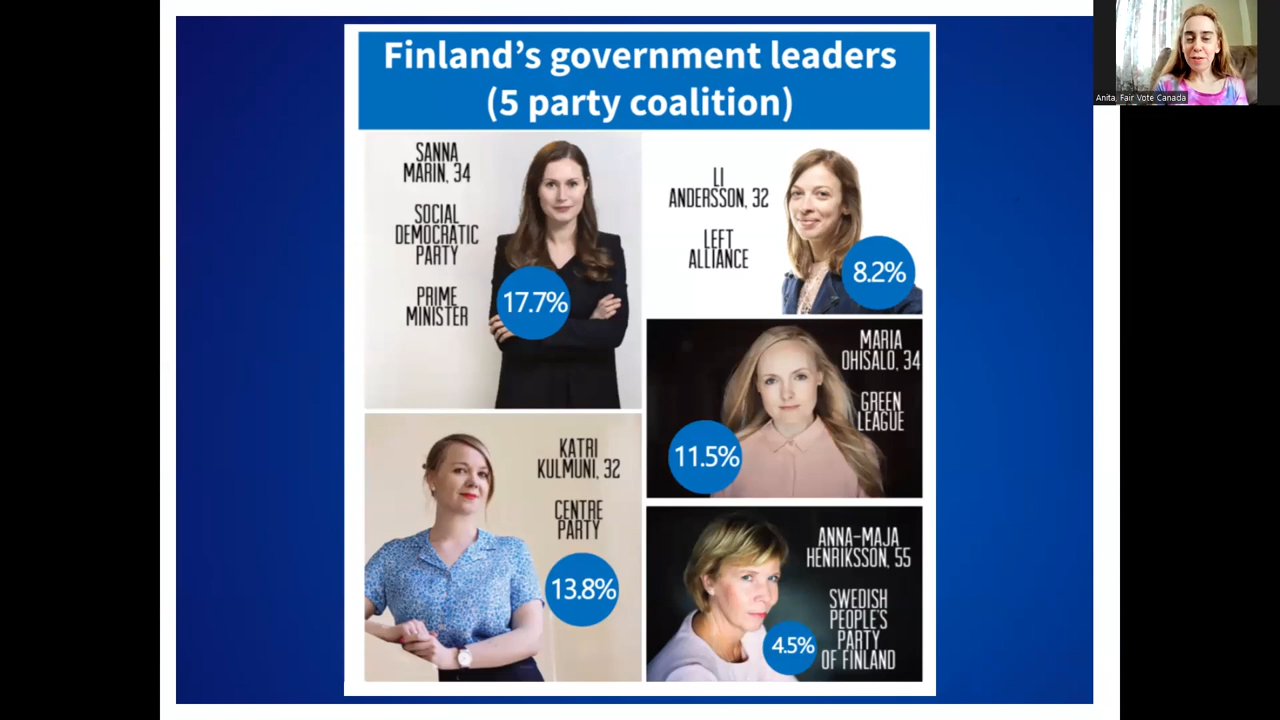 Finland's government leaders
(5 party coalition)
SANNA
MARIN, 34
SOCIAL
DEMOCRATIC
PARTY
PRIME
MINISTER
17.7%
LI
ANDERSSON, 32
LEFT
ALLIANCE
8.2%
MARIA
OHISALO, 34
GREEN
LEAGUE
11.5%
KATRI
KULMUNI, 32
CENTRE
PARTY
13.8%
ANNA-MAJA
HENRIKSSON, 55
SWEDISH
PEOPLE'S
PARTY
OF FINLAND
4.5%
Anita, Fair Vote Canada